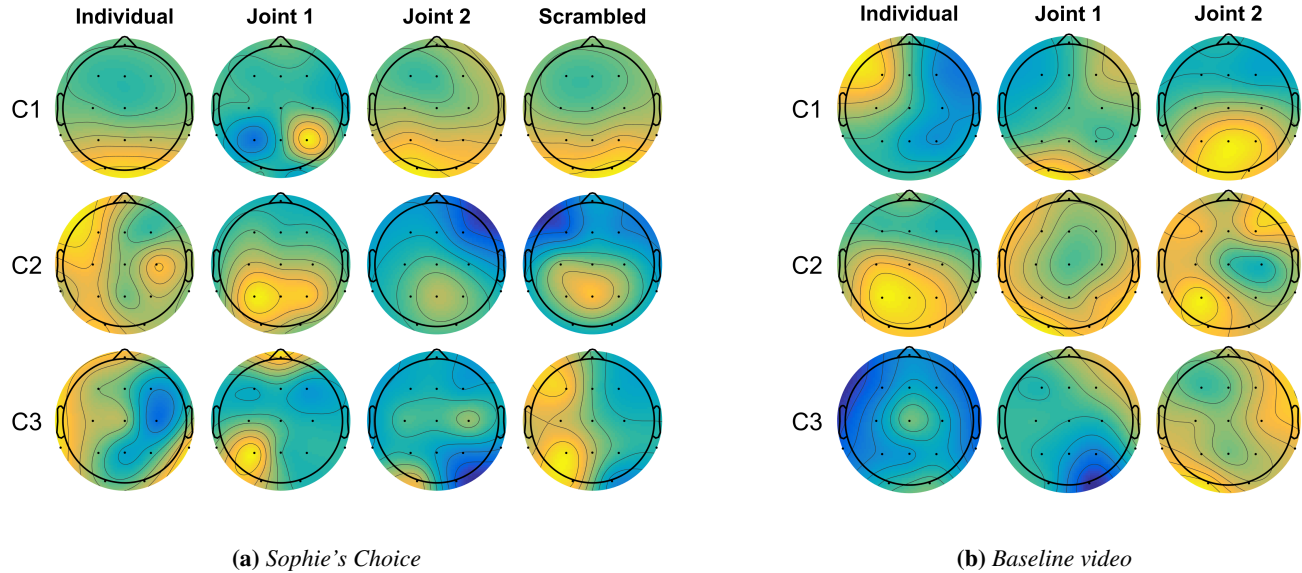 Individual Joint 1 Joint 2 Scrambled
C1
C2
C3
(a) Sophie's Choice
Individual Joint 1 Joint 2
C1
C2
C3
(b) Baseline video